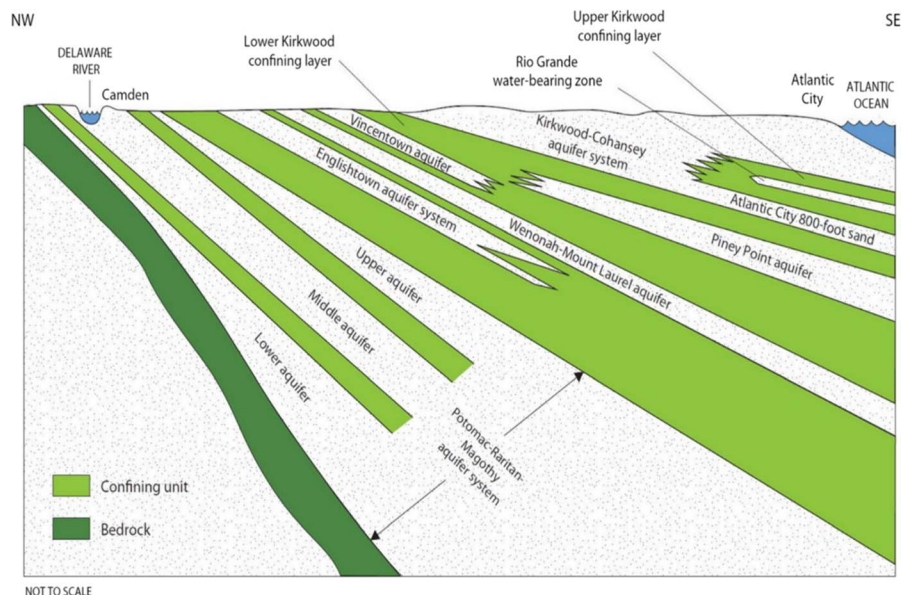 NW
SE
DELAWARE
RIVER
Camden
Lower Kirkwood
confining layer
Upper Kirkwood
confining layer
Rio Grande
water-bearing zone
Atlantic
City
ATLANTIC
OCEAN
Kirkwood-Cohansey
aquifer system
Vincentown aquifer
Englishtown aquifer system
Wenonah-Mount Laurel aquifer
Atlantic City 800-foot sand
Piney Point aquifer
Upper aquifer
Middle aquifer
Lower aquifer
Potomac-Raritan-
Magothy
aquifer system
Confining unit
Bedrock
NOT TO SCALE